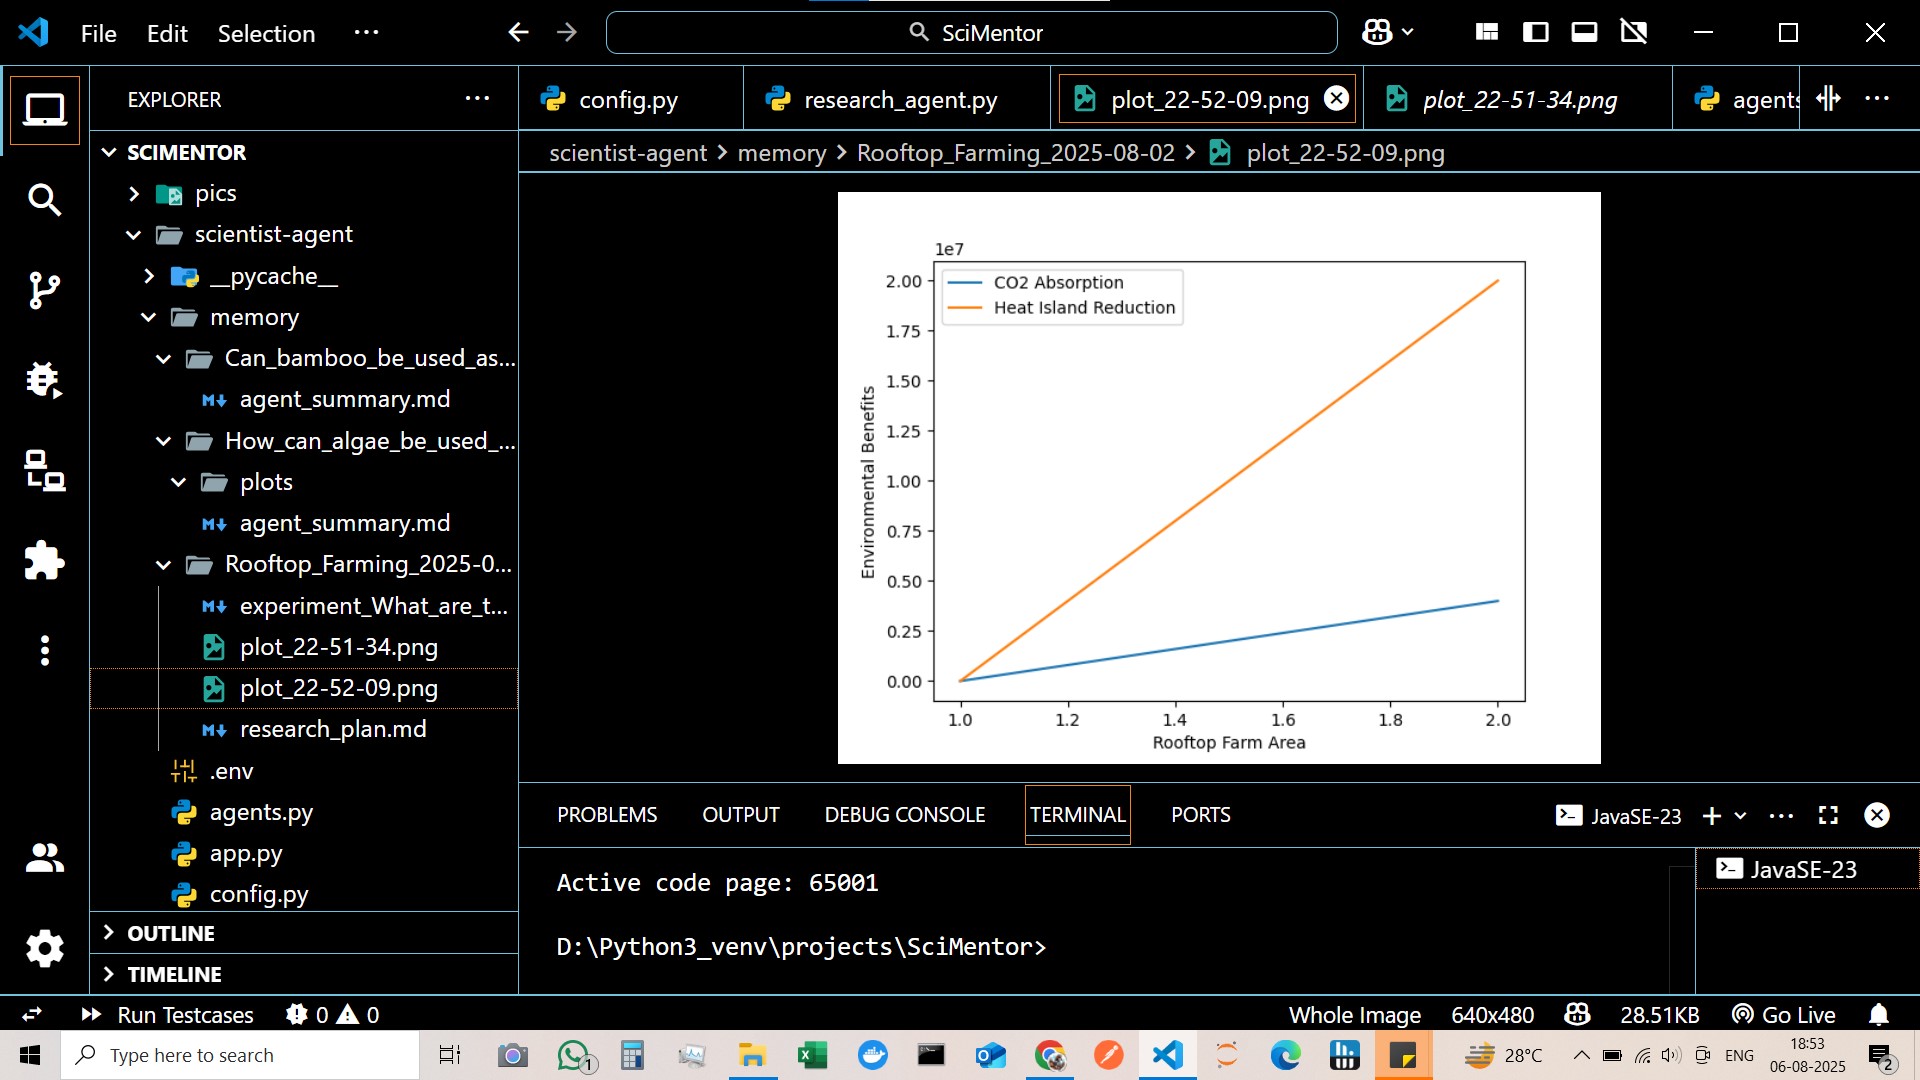 File Edit Selection ···
SciMentor
EXPLORER ···
SCIMENTOR
pics
scientist-agent
__pycache__
memory
Can_bamboo_be_used_as...
agent_summary.md
How_can_algae_be_used_...
plots
agent_summary.md
Rooftop_Farming_2025-0...
experiment_What_are_t...
plot_22-51-34.png
plot_22-52-09.png
research_plan.md
.env
agents.py
app.py
config.py
OUTLINE
TIMELINE
config.py research_agent.py plot_22-52-09.png plot_22-51-34.png agents
scientist-agent > memory > Rooftop_Farming_2025-08-02 > plot_22-52-09.png
1e7
CO2 Absorption
Heat Island Reduction
2.00
1.75
1.50
1.25
1.00
0.75
0.50
0.25
0.00
Environmental Benefits
1.0 1.2 1.4 1.6 1.8 2.0
Rooftop Farm Area
PROBLEMS OUTPUT DEBUG CONSOLE TERMINAL PORTS JavaSE-23
Active code page: 65001
D:\Python3_venv\projects\SciMentor>
JavaSE-23
Run Testcases 0 0 Whole Image 640x480 28.51KB Go Live
Type here to search
1
28°C ENG
18:53
06-08-2025
2